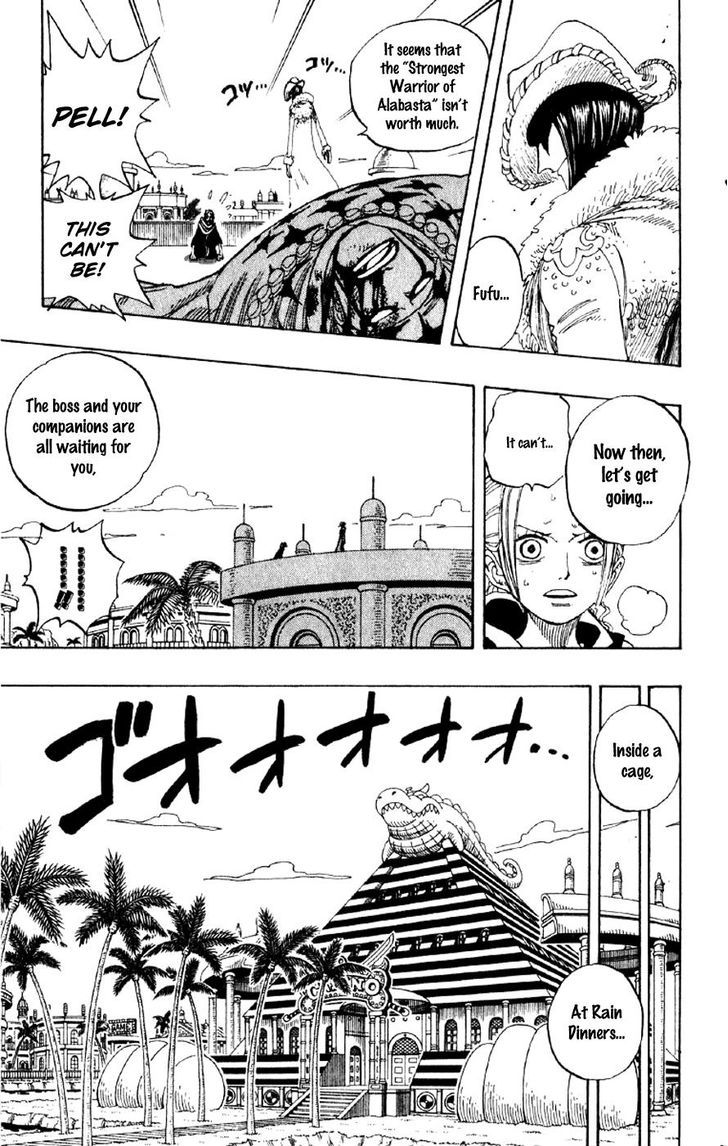 Fufu...
It seems that
the "Strongest
Warrior of
Alabasta" isn't
worth much.
コツ...
コツ...
PELL!
THIS
CAN'T
BE!
Now then,
let's get
going...
It can't...
The boss and your
companions are
all waiting for
you,
!!
Inside a
cage,
At Rain
Dinners...
ゴオオオオオ...
CASINO